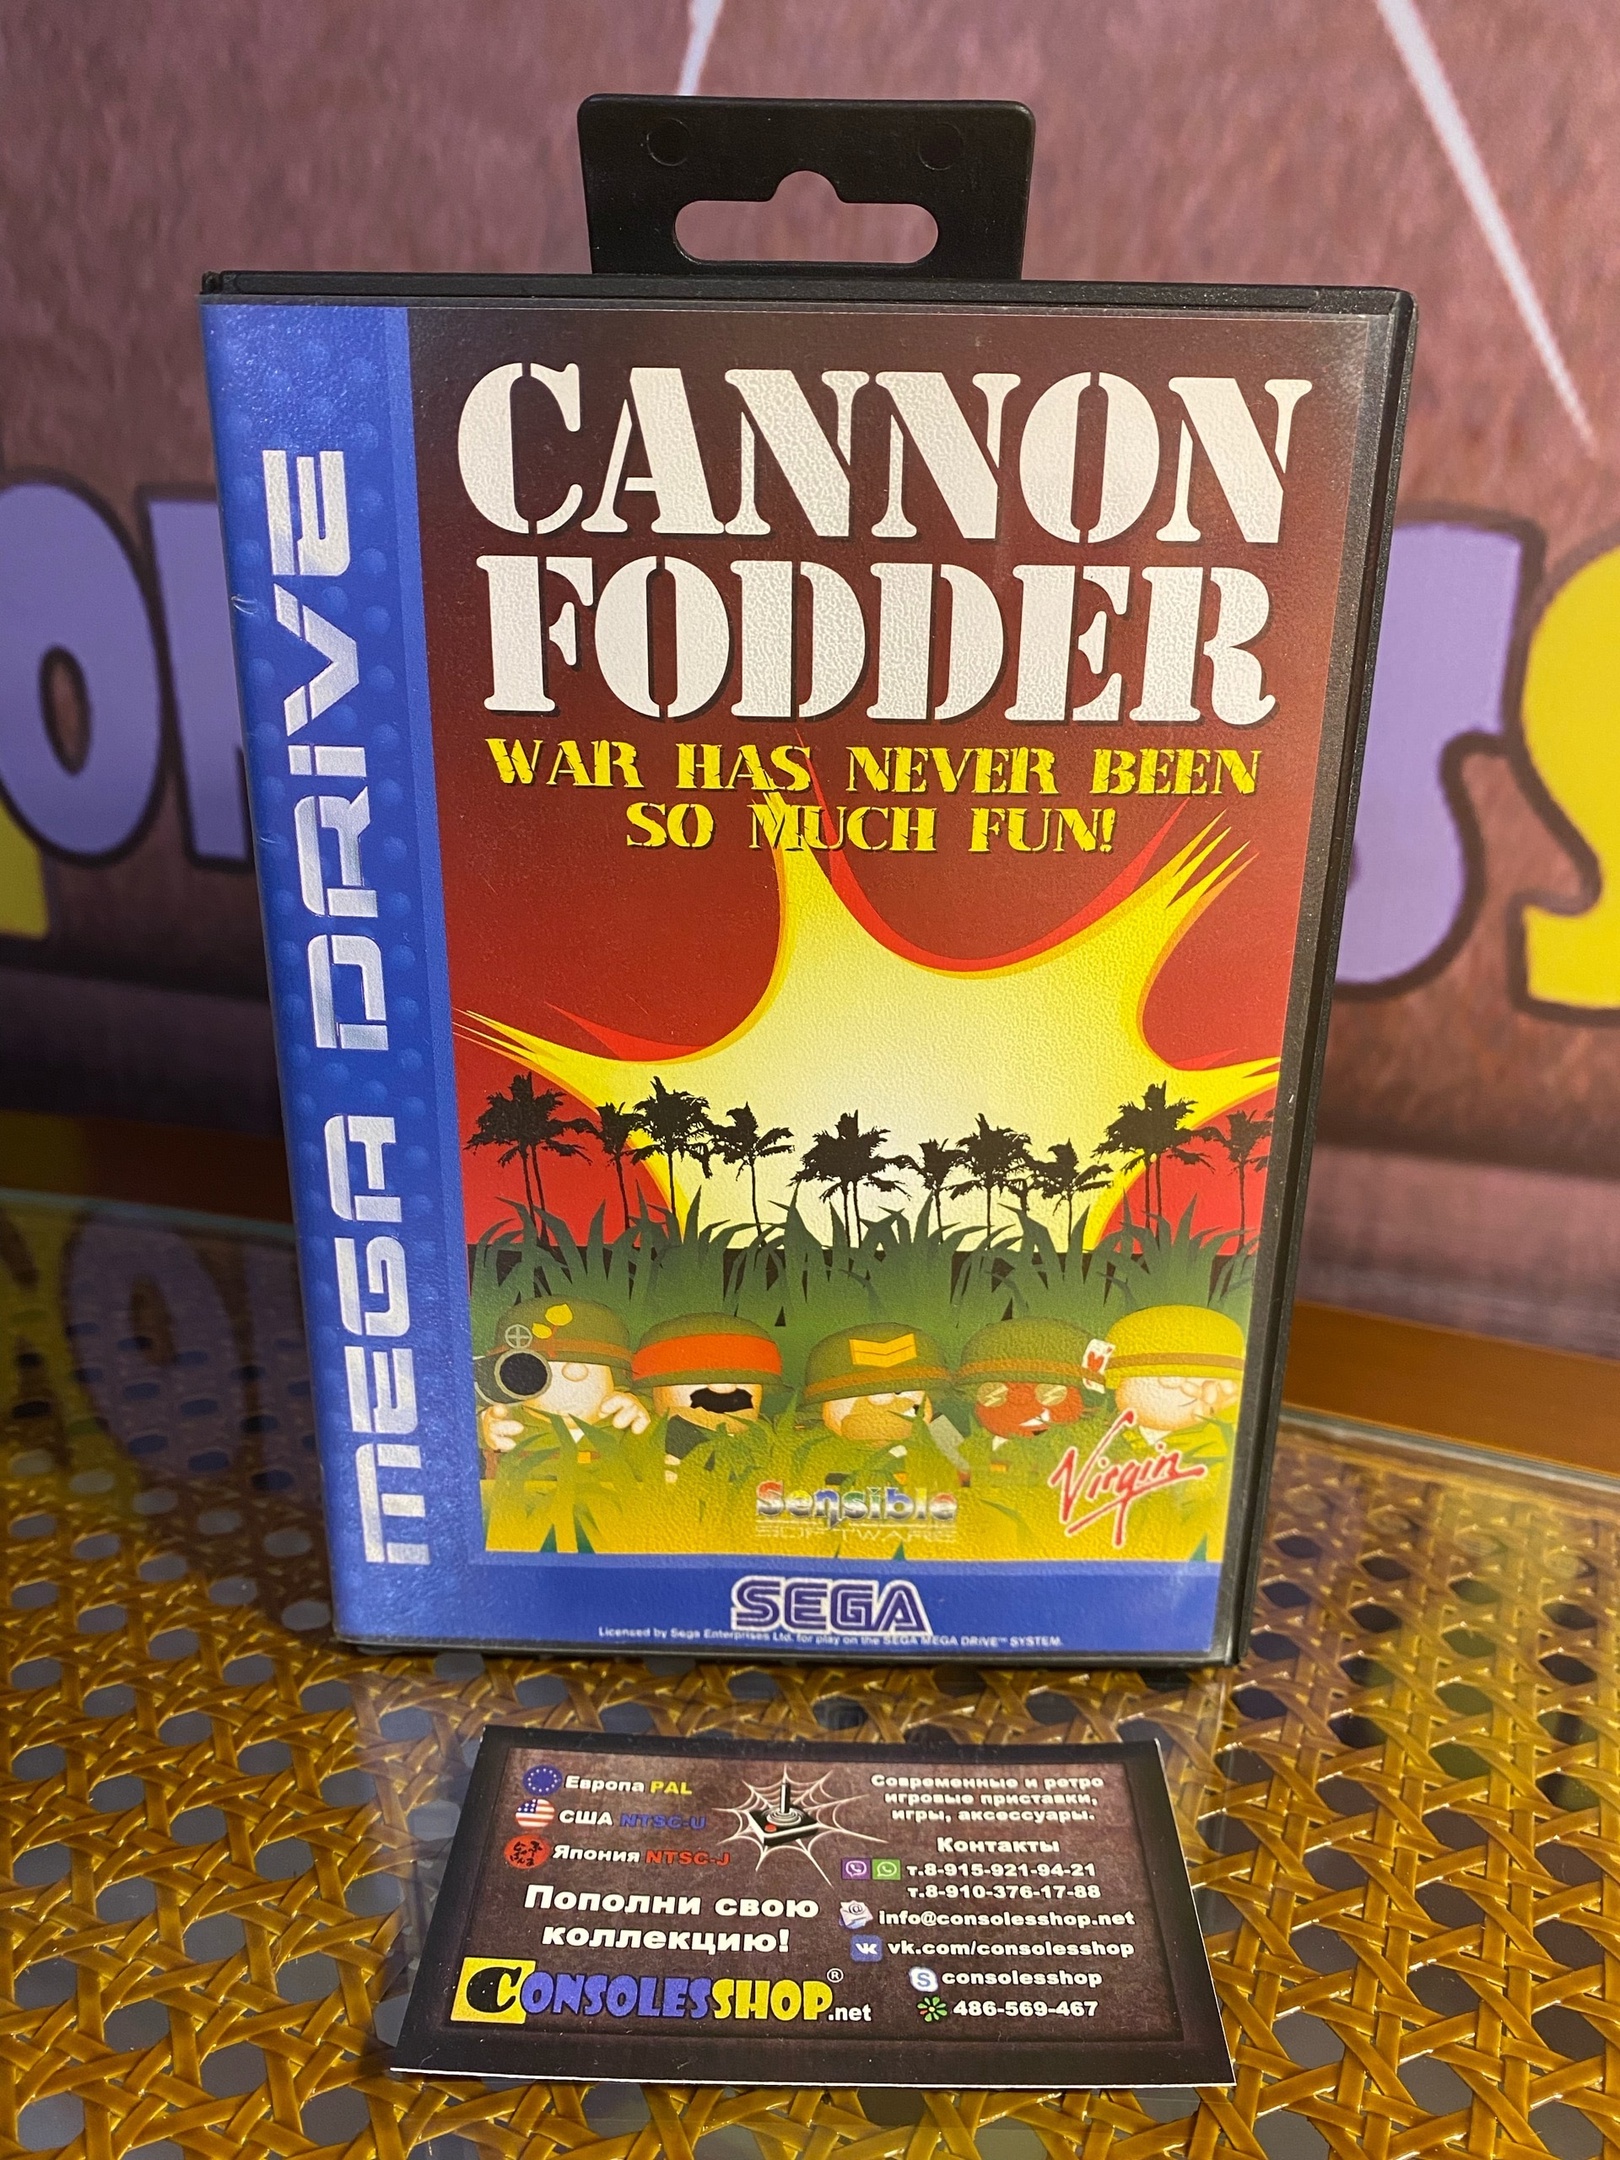 CANNON
FODDER
WAR HAS NEVER BEEN
SO MUCH FUN!
MEGA DRIVE
Sensible
SOFTWARE
Virgin
SEGA
Licensed by Sega Enterprises Ltd. for play on the SEGA MEGA DRIVE™ SYSTEM.
Европа PAL
США NTSC-U
Япония NTSC-J
Пополни свою
коллекцию!
CONSOLESSHOP®.net
Современные и ретро
игровые приставки,
игры, аксессуары.
Контакты
т.8-915-921-94-21
т.8-910-376-17-88
info@consolesshop.net
vk.com/consolesshop
consolesshop
486-569-467